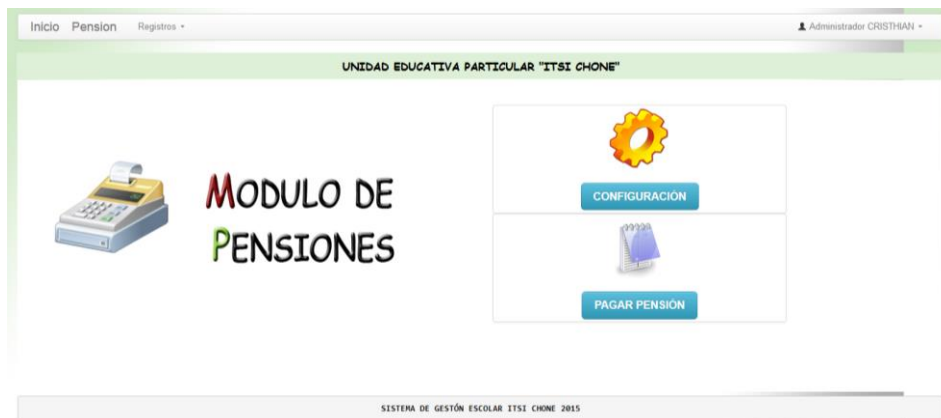 Inicio Pension Registros
Administrador CRISTHIAN
UNIDAD EDUCATIVA PARTICULAR "ITSI CHONE"
MODULO DE
PENSIONES
CONFIGURACIÓN
PAGAR PENSIÓN
SISTEMA DE GESTIÓN ESCOLAR ITSI CHONE 2015